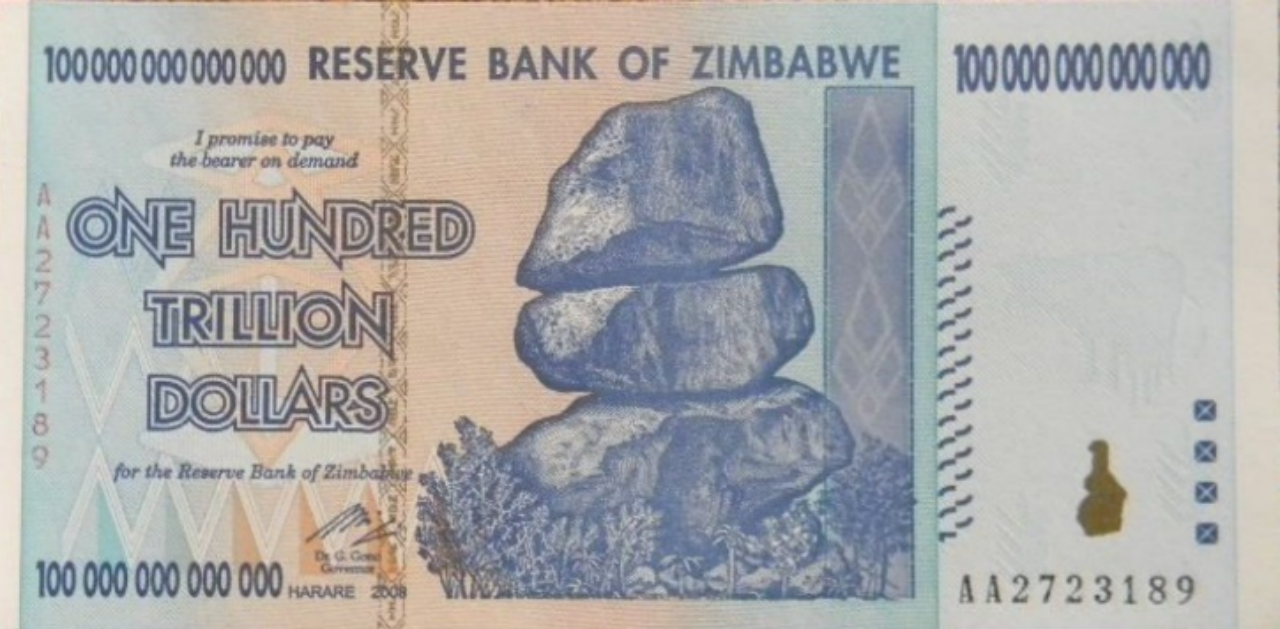 100 000 000 000 000 RESERVE BANK OF ZIMBABWE 100 000 000 000 000
I promise to pay
the bearer on demand
ONE HUNDRED
TRILLION
DOLLARS
for the Reserve Bank of Zimbabwe
Dr. G. Gono
Governor
100 000 000 000 000 HARARE 2008
AA2723189
AA2723189